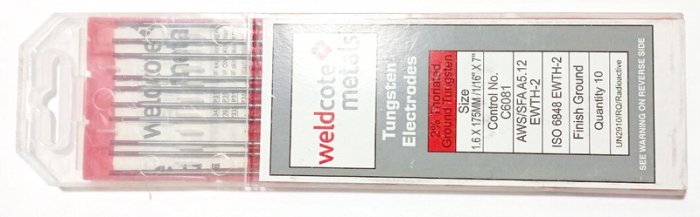 weldcote
metals
Tungsten
Electrodes
2% Thoriated
Ground Tungsten
Size
1.6 X 175MM /1/16" X 7"
Control No.
C6081
AWS/SFAA5.12
EWTH-2
ISO 6848 EWTH-2
Finish Ground
Quantity 10
UN2910/RQ/Radioactive
SEE WARNING ON REVERSE SIDE